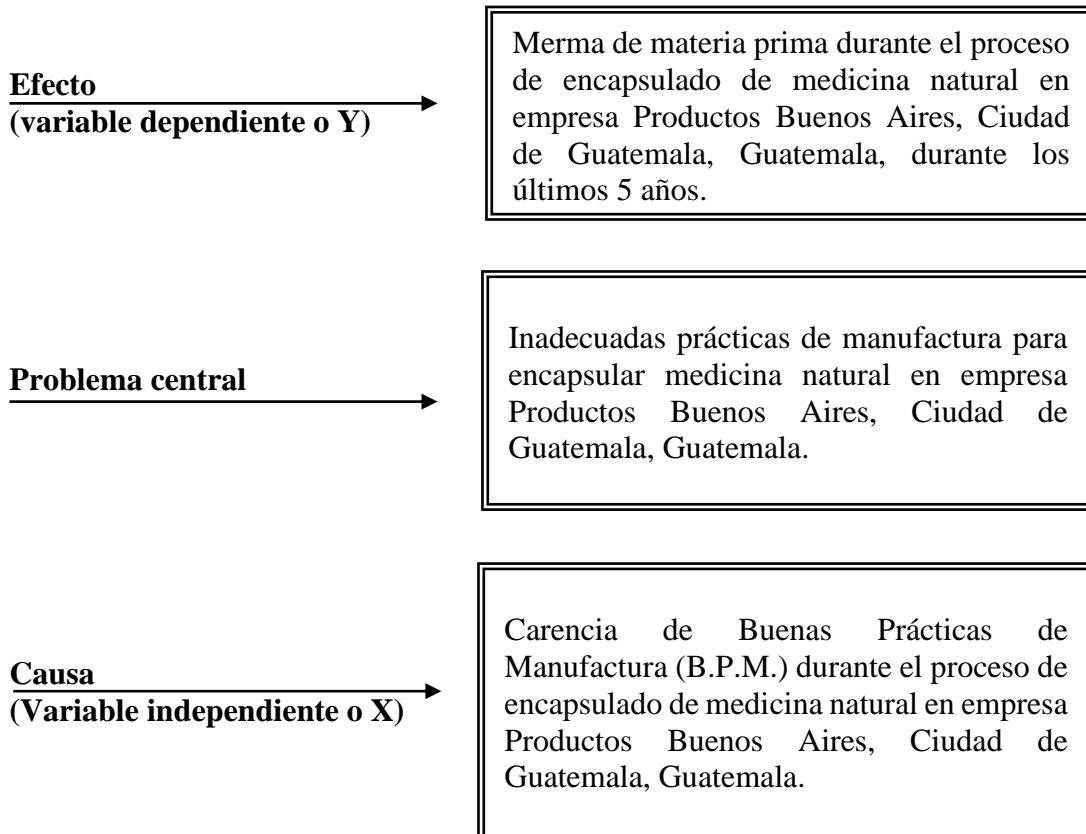 Efecto
(variable dependiente o Y)
Merma de materia prima durante el proceso
de encapsulado de medicina natural en
empresa Productos Buenos Aires, Ciudad
de Guatemala, Guatemala, durante los
últimos 5 años.
Problema central
Inadecuadas prácticas de manufactura para
encapsular medicina natural en empresa
Productos Buenos Aires, Ciudad de
Guatemala, Guatemala.
Causa
(Variable independiente o X)
Carencia de Buenas Prácticas de
Manufactura (B.P.M.) durante el proceso de
encapsulado de medicina natural en empresa
Productos Buenos Aires, Ciudad de
Guatemala, Guatemala.